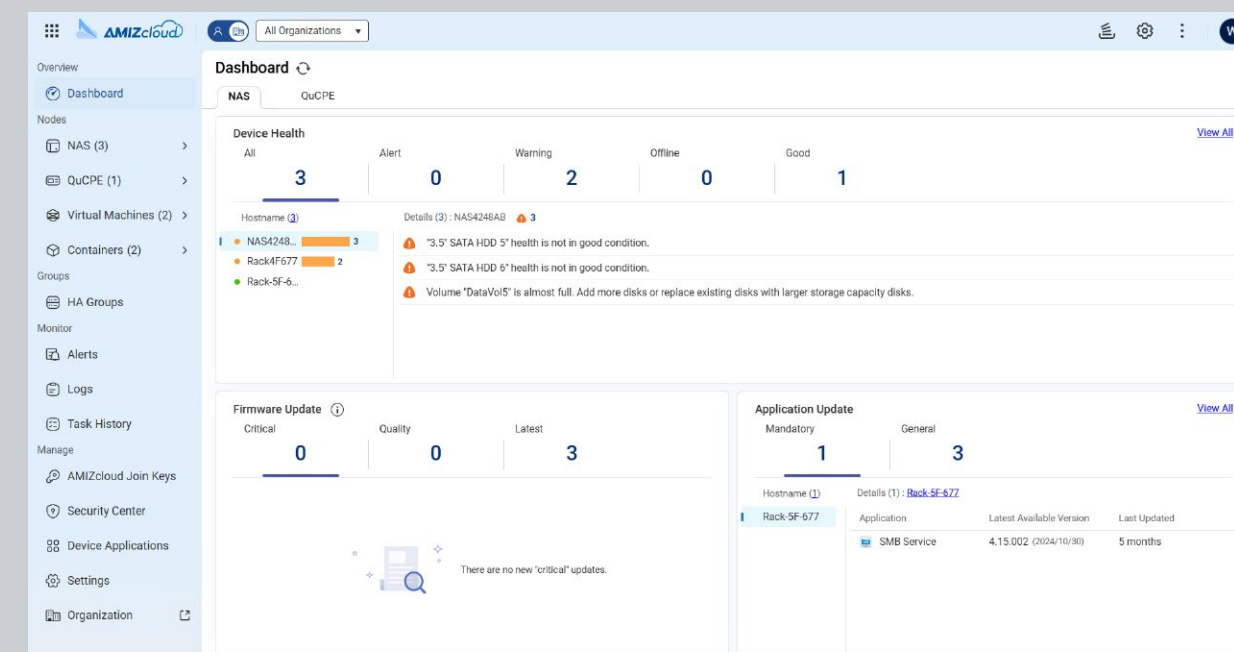 AMIZcloud
All Organizations
Overview
Dashboard
Nodes
NAS (3)
QuCPE (1)
Virtual Machines (2)
Containers (2)
Groups
HA Groups
Monitor
Alerts
Logs
Task History
Manage
AMIZcloud Join Keys
Security Center
Device Applications
Settings
Organization
Dashboard
NAS QuCPE
Device Health View All
All Alert Warning Offline Good
3 0 2 0 1
Hostname (3)
NAS4248... 3
Rack4F677 2
Rack-5F-6...
Details (3) : NAS4248AB 3
"3.5" SATA HDD 5" health is not in good condition.
"3.5" SATA HDD 6" health is not in good condition.
Volume "DataVol5" is almost full. Add more disks or replace existing disks with larger storage capacity disks.
Firmware Update
Critical Quality Latest
0 0 3
There are no new "critical" updates.
Application Update View All
Mandatory General
1 3
Hostname (1)
Rack-5F-677
Details (1) : Rack-5F-677
Application Latest Available Version Last Updated
SMB Service 4.15.002 (2024/10/30) 5 months